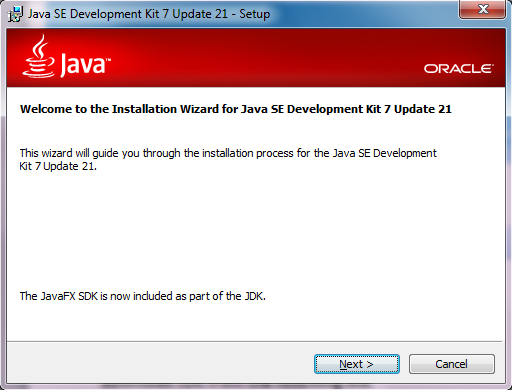 Java SE Development Kit 7 Update 21 - Setup
Java™
ORACLE®
Welcome to the Installation Wizard for Java SE Development Kit 7 Update 21
This wizard will guide you through the installation process for the Java SE Development
Kit 7 Update 21.
The JavaFX SDK is now included as part of the JDK.
Next >
Cancel